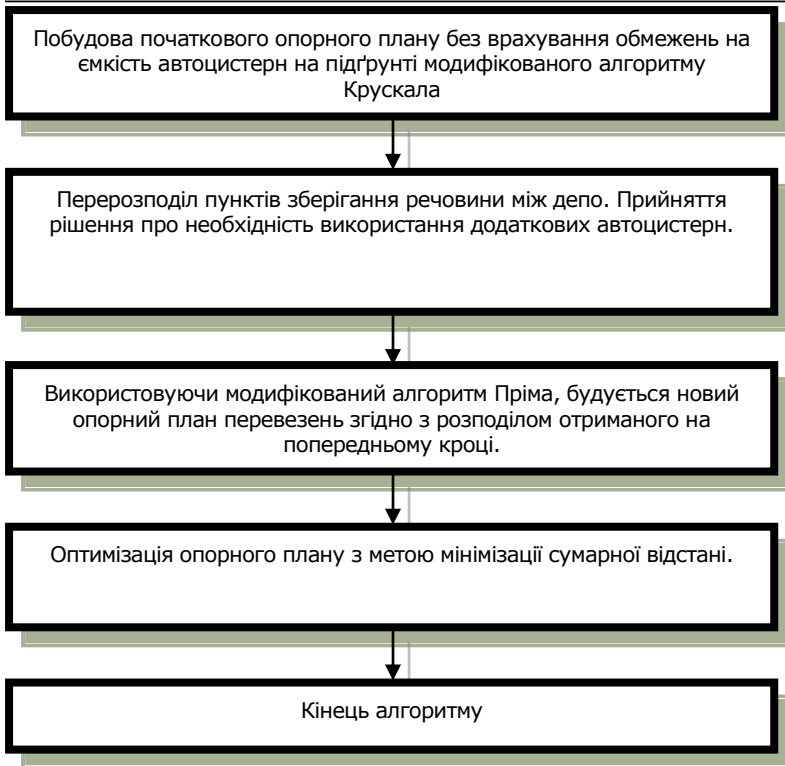 Побудова початкового опорного плану без врахування обмежень на
ємкість автоцистерн на підґрунті модифікованого алгоритму
Крускала
Перерозподіл пунктів зберігання речовини між депо. Прийняття
рішення про необхідність використання додаткових автоцистерн.
Використовуючи модифікований алгоритм Пріма, будується новий
опорний план перевезень згідно з розподілом отриманого на
попередньому кроці.
Оптимізація опорного плану з метою мінімізації сумарної відстані.
Кінець алгоритму